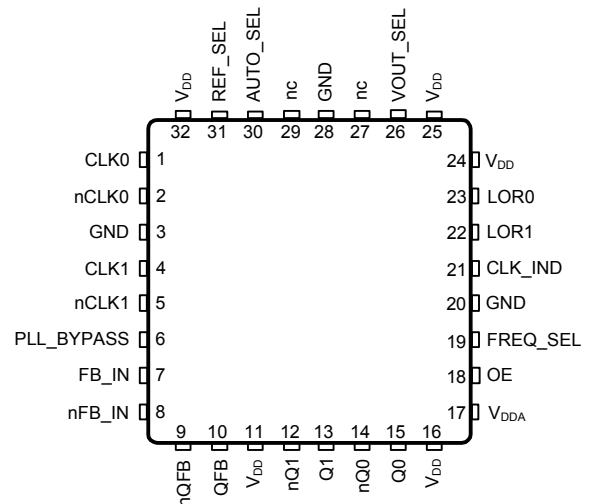 VDD
REF_SEL
AUTO_SEL
nc
GND
nc
VOUT_SEL
VDD
32 31 30 29 28 27 26 25
CLK0 1
nCLK0 2
GND 3
CLK1 4
nCLK1 5
PLL_BYPASS 6
FB_IN 7
nFB_IN 8
24 VDD
23 LOR0
22 LOR1
21 CLK_IND
20 GND
19 FREQ_SEL
18 OE
17 VDDA
9 10 11 12 13 14 15 16
nQFB
QFB
VDD
nQ1
Q1
nQ0
Q0
VDD